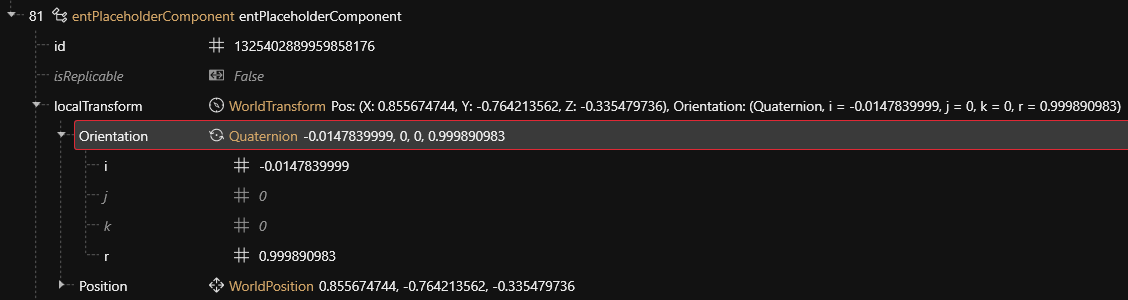 81 entPlaceholderComponent entPlaceholderComponent
id 1325402889959858176
isReplicable False
localTransform WorldTransform Pos: (X: 0.855674744, Y: -0.764213562, Z: -0.335479736), Orientation: (Quaternion, i = -0.0147839999, j = 0, k = 0, r = 0.999890983)
Orientation Quaternion -0.0147839999, 0, 0, 0.999890983
i -0.0147839999
j 0
k 0
r 0.999890983
Position WorldPosition 0.855674744, -0.764213562, -0.335479736